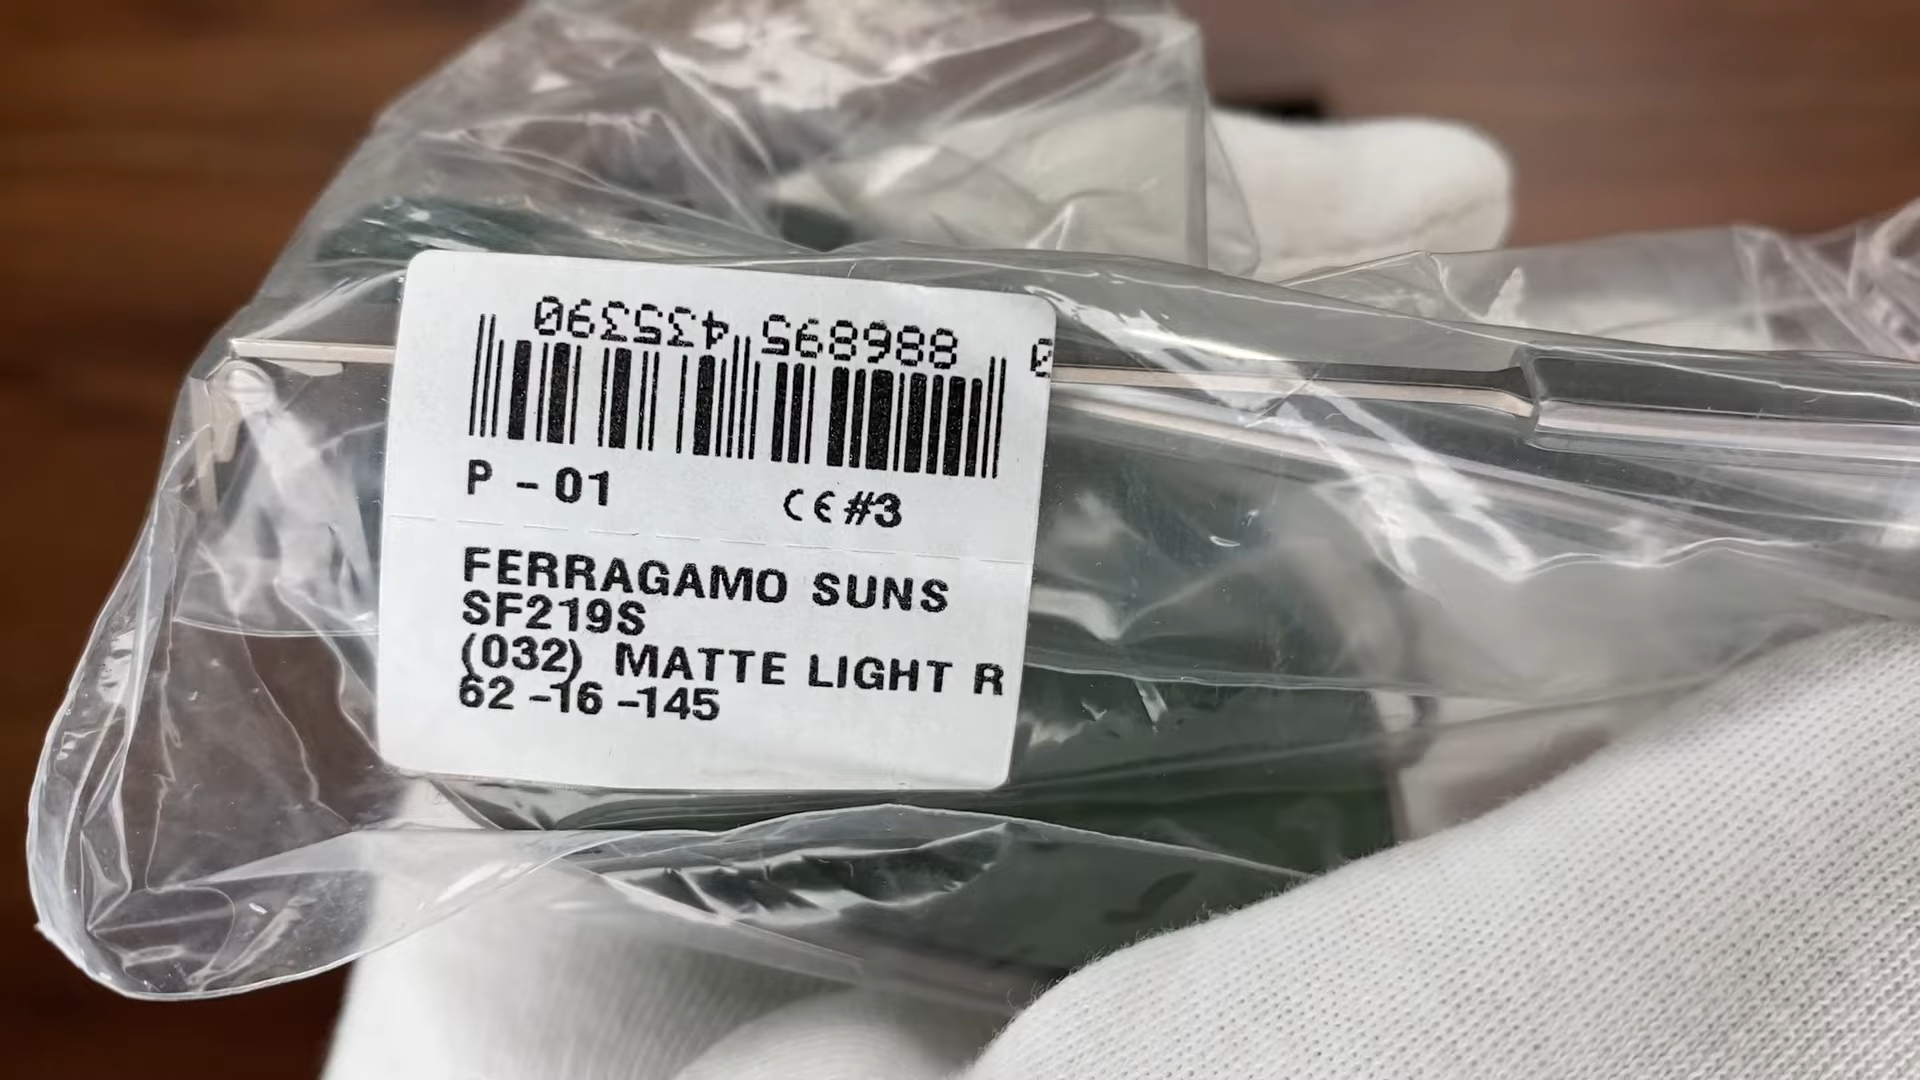 0 886895 435390
P - 01 CE #3
FERRAGAMO SUNS
SF219S
(032) MATTE LIGHT R
62 -16 -145